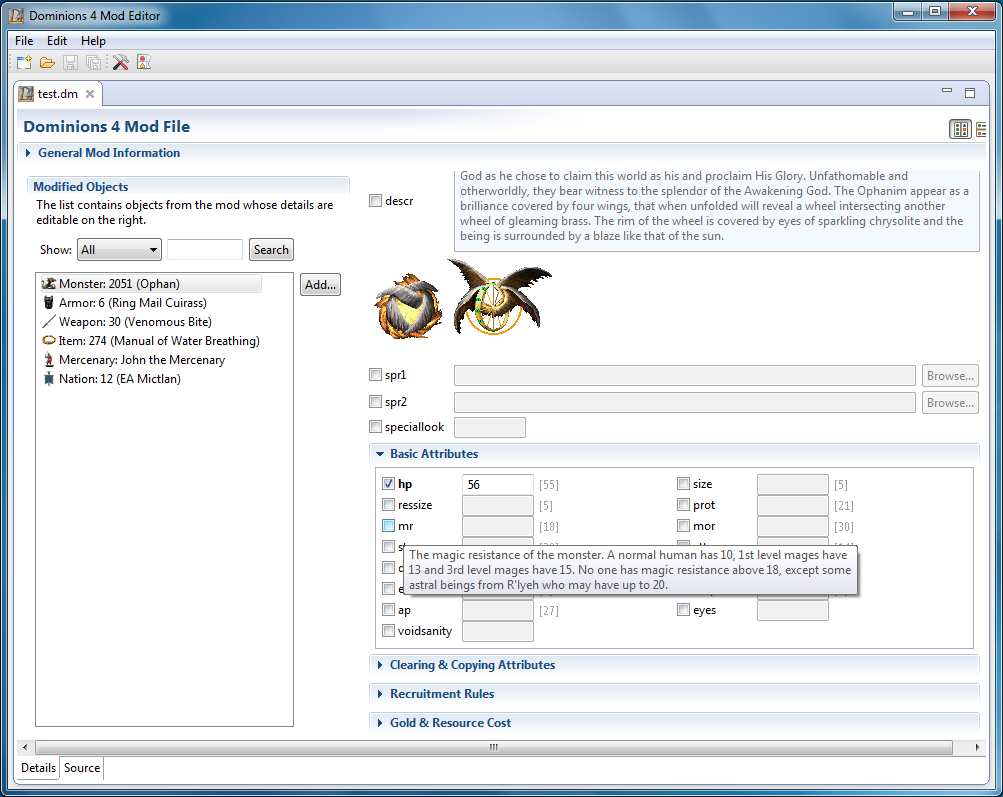 Dominions 4 Mod Editor
File Edit Help
test.dm
Dominions 4 Mod File
General Mod Information
Modified Objects
The list contains objects from the mod whose details are
editable on the right.
Show: All Search
Monster: 2051 (Ophan)
Armor: 6 (Ring Mail Cuirass)
Weapon: 30 (Venomous Bite)
Item: 274 (Manual of Water Breathing)
Mercenary: John the Mercenary
Nation: 12 (EA Mictlan)
Add...
descr
God as he chose to claim this world as his and proclaim His Glory. Unfathomable and
otherworldly, they bear witness to the splendor of the Awakening God. The Ophanim appear as a
brilliance covered by four wings, that when unfolded will reveal a wheel intersecting another
wheel of gleaming brass. The rim of the wheel is covered by eyes of sparkling chrysolite and the
being is surrounded by a blaze like that of the sun.
spr1 Browse...
spr2 Browse...
speciallook
Basic Attributes
hp 56 [55] size [5]
ressize [5] prot [21]
mr [18] mor [30]
The magic resistance of the monster. A normal human has 10, 1st level mages have
13 and 3rd level mages have 15. No one has magic resistance above 18, except some
astral beings from R'lyeh who may have up to 20.
ap [27] eyes
voidsanity
Clearing & Copying Attributes
Recruitment Rules
Gold & Resource Cost
Details Source